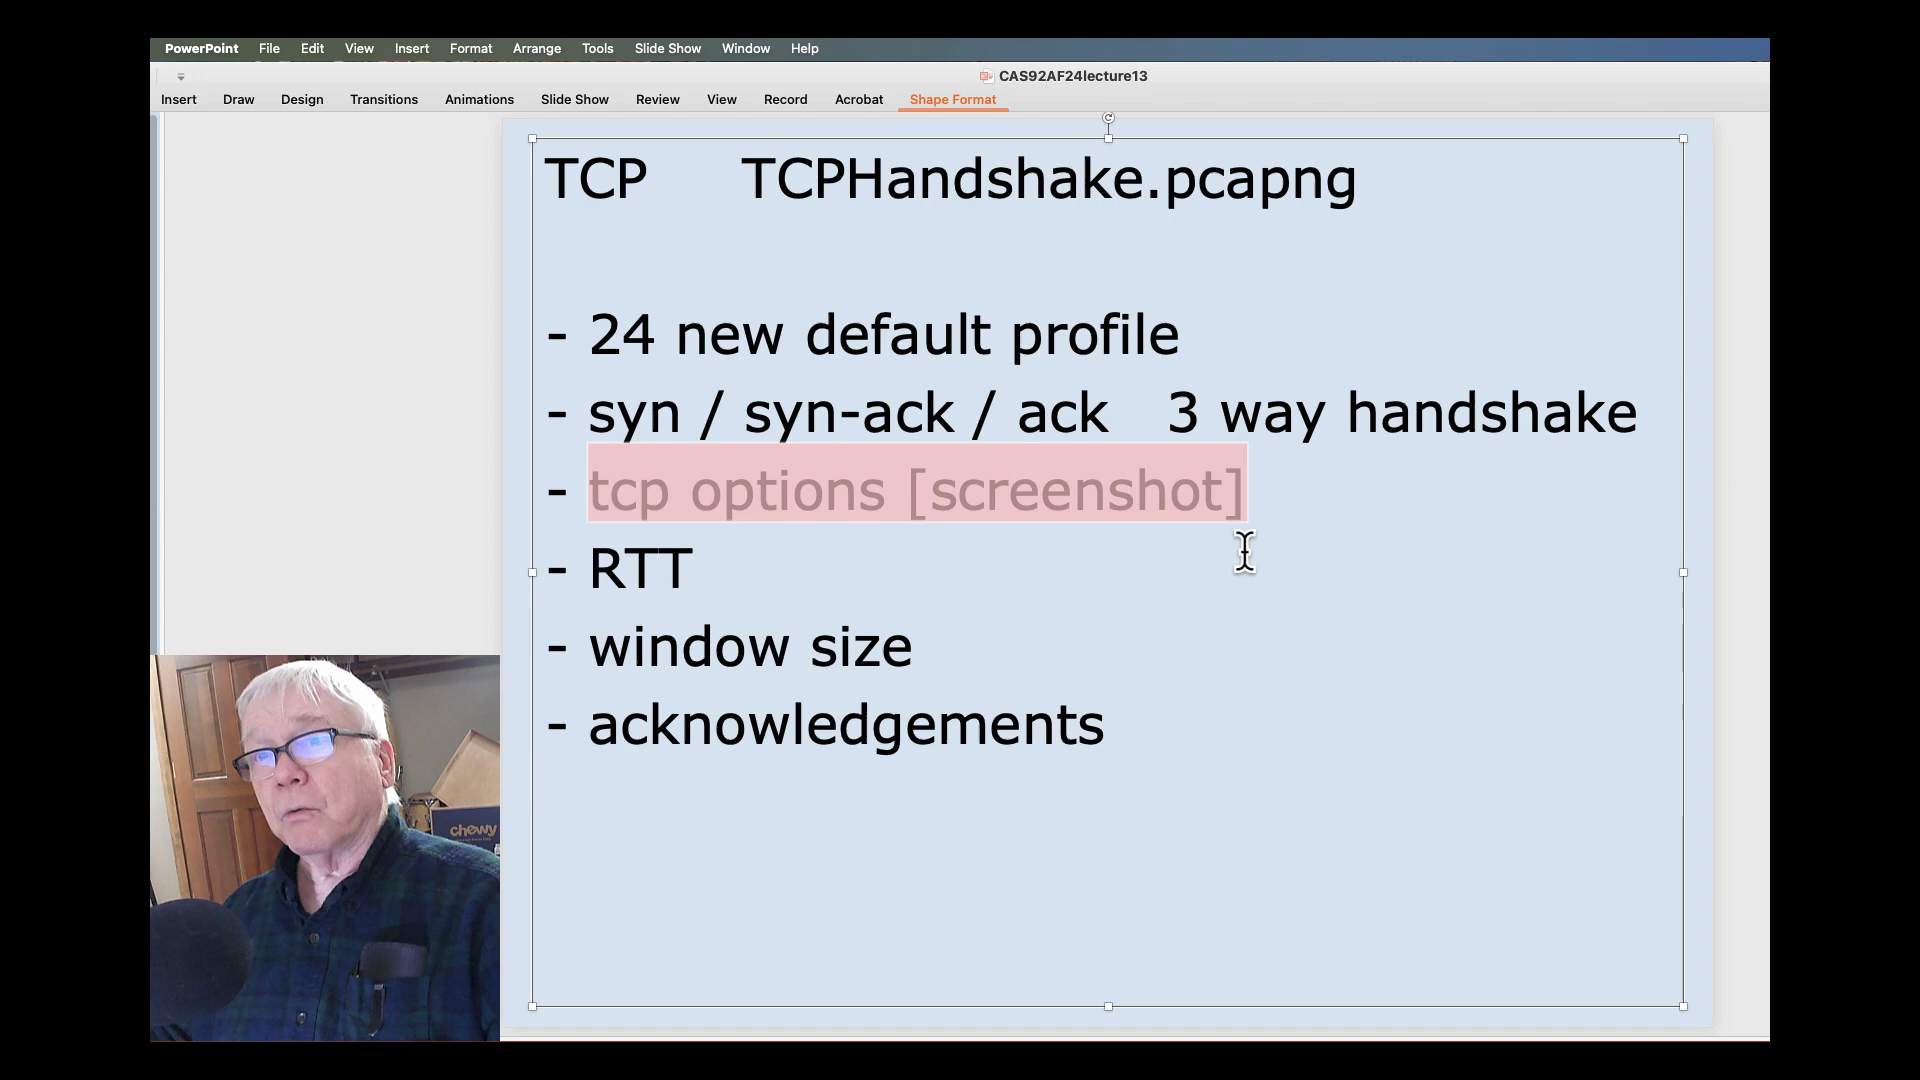 PowerPoint File Edit View Insert Format Arrange Tools Slide Show Window Help
CAS92AF24lecture13
Insert Draw Design Transitions Animations Slide Show Review View Record Acrobat Shape Format
TCP TCPHandshake.pcapng
- 24 new default profile
- syn / syn-ack / ack 3 way handshake
- tcp options [screenshot]
- RTT
- window size
- acknowledgements
chewy